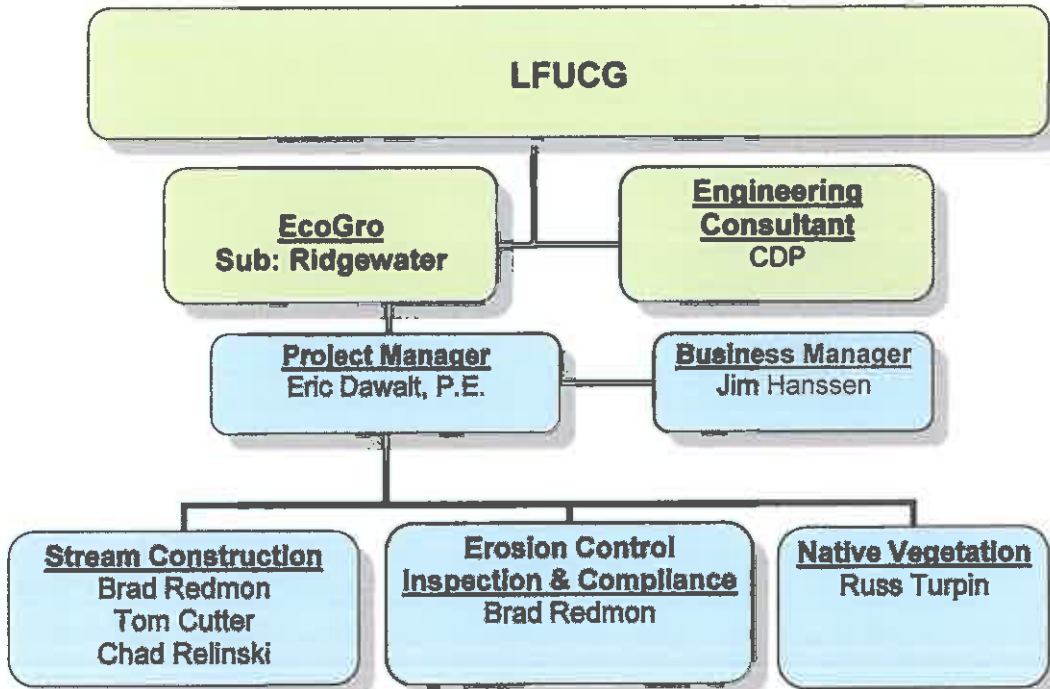 LFUCG
EcoGro
Sub: Ridgewater
Engineering
Consultant
CDP
Project Manager
Eric Dawalt, P.E.
Business Manager
Jim Hanssen
Stream Construction
Brad Redmon
Tom Cutter
Chad Relinski
Erosion Control
Inspection & Compliance
Brad Redmon
Native Vegetation
Russ Turpin